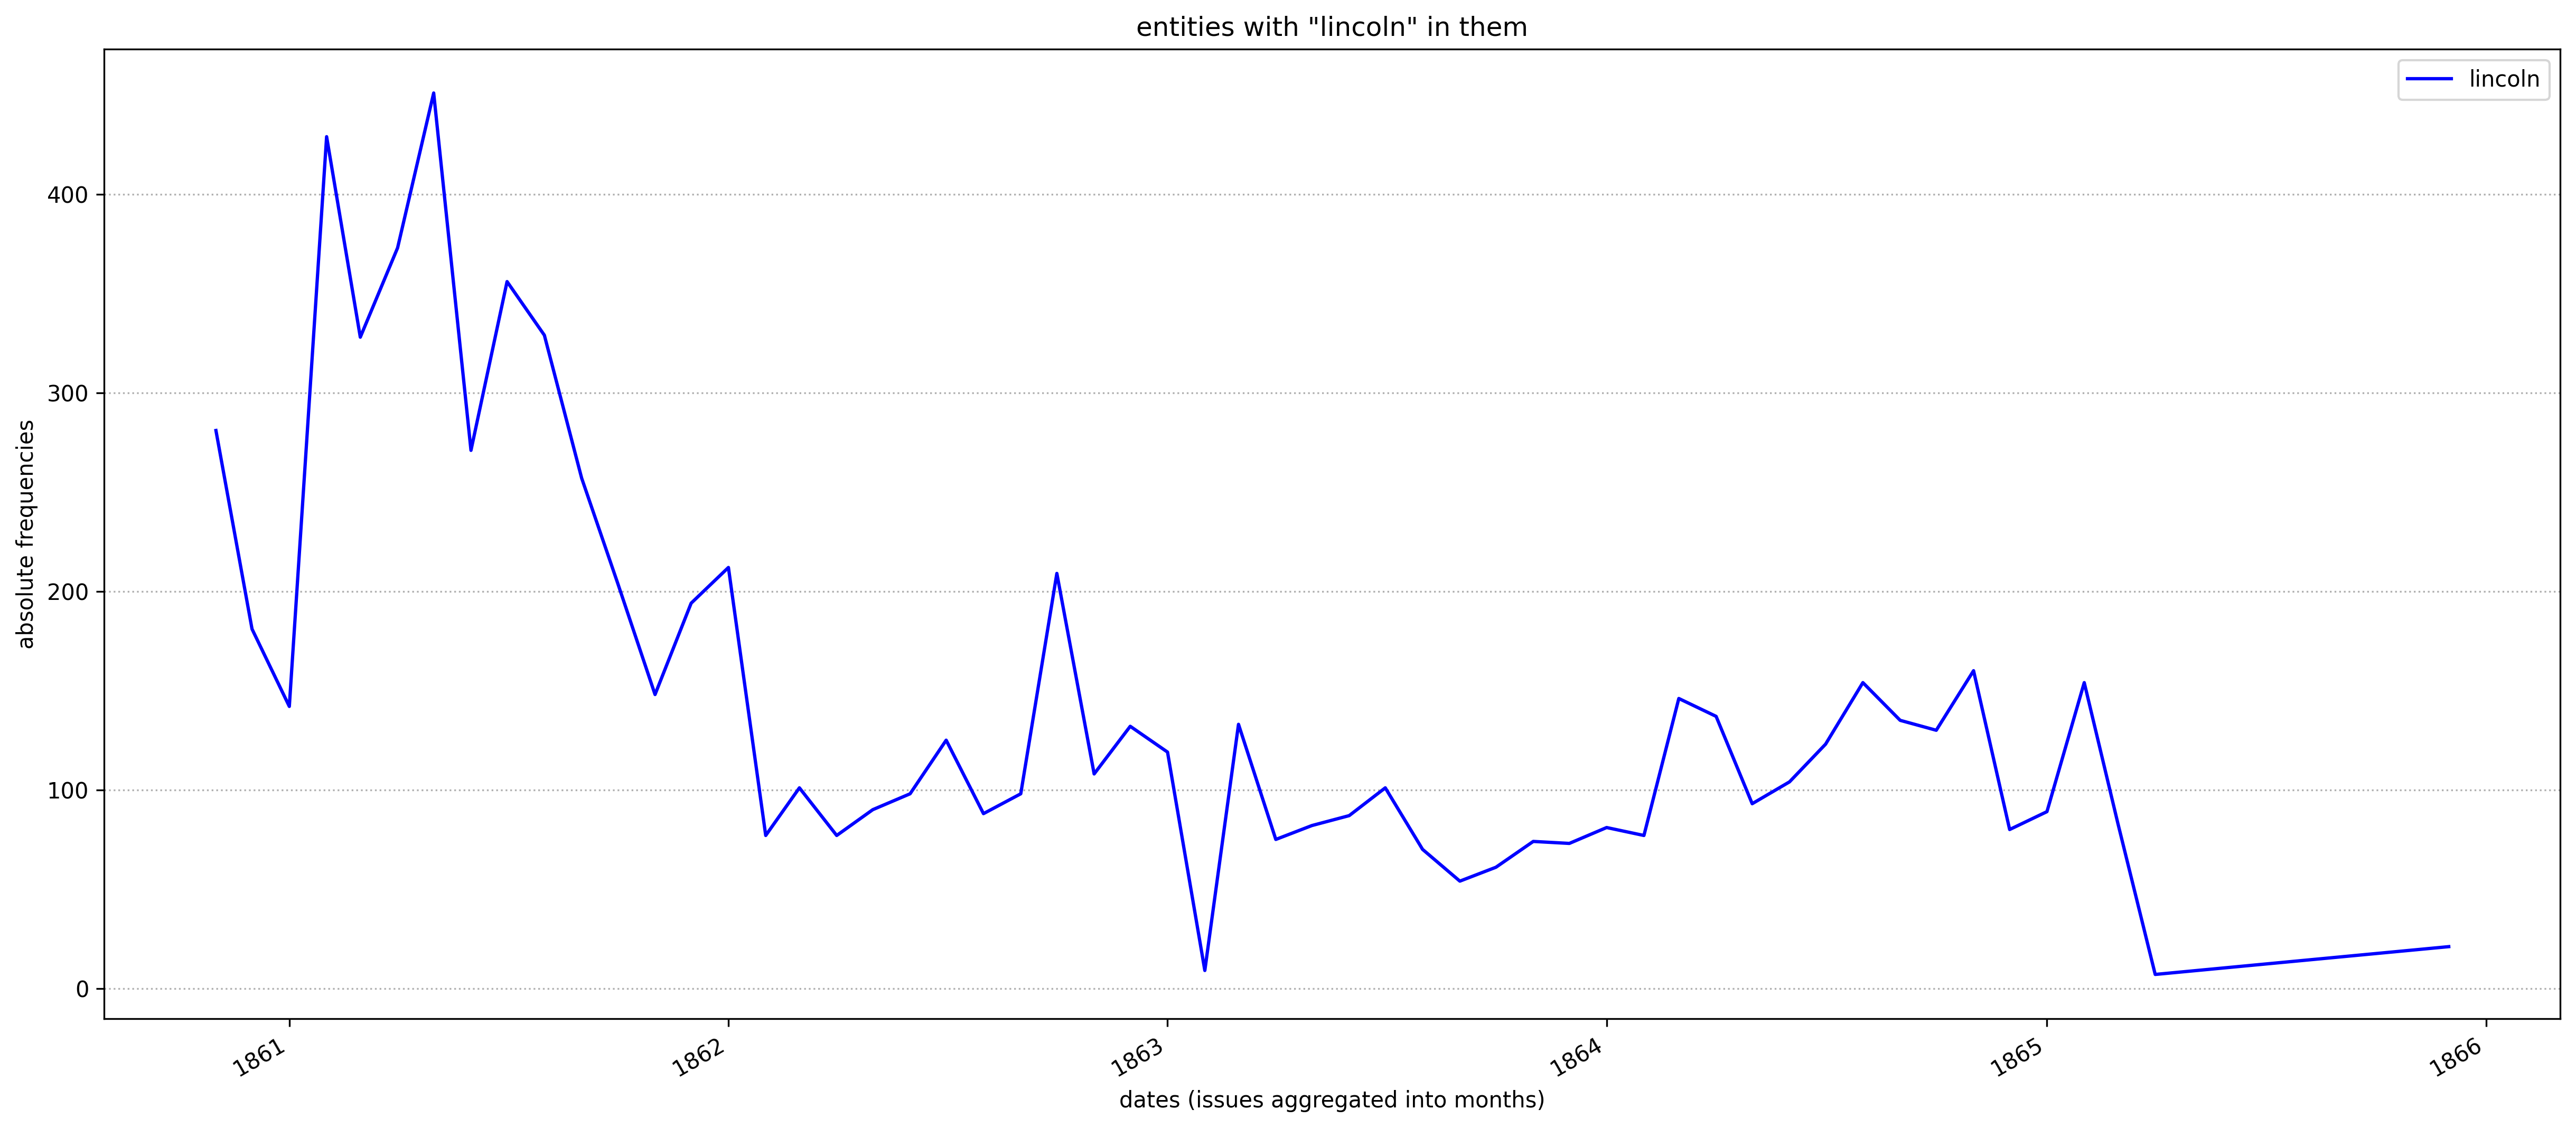 entities with "lincoln" in them
lincoln
absolute frequencies
400
300
200
100
0
1861
1862
1863
1864
1865
1866
dates (issues aggregated into months)